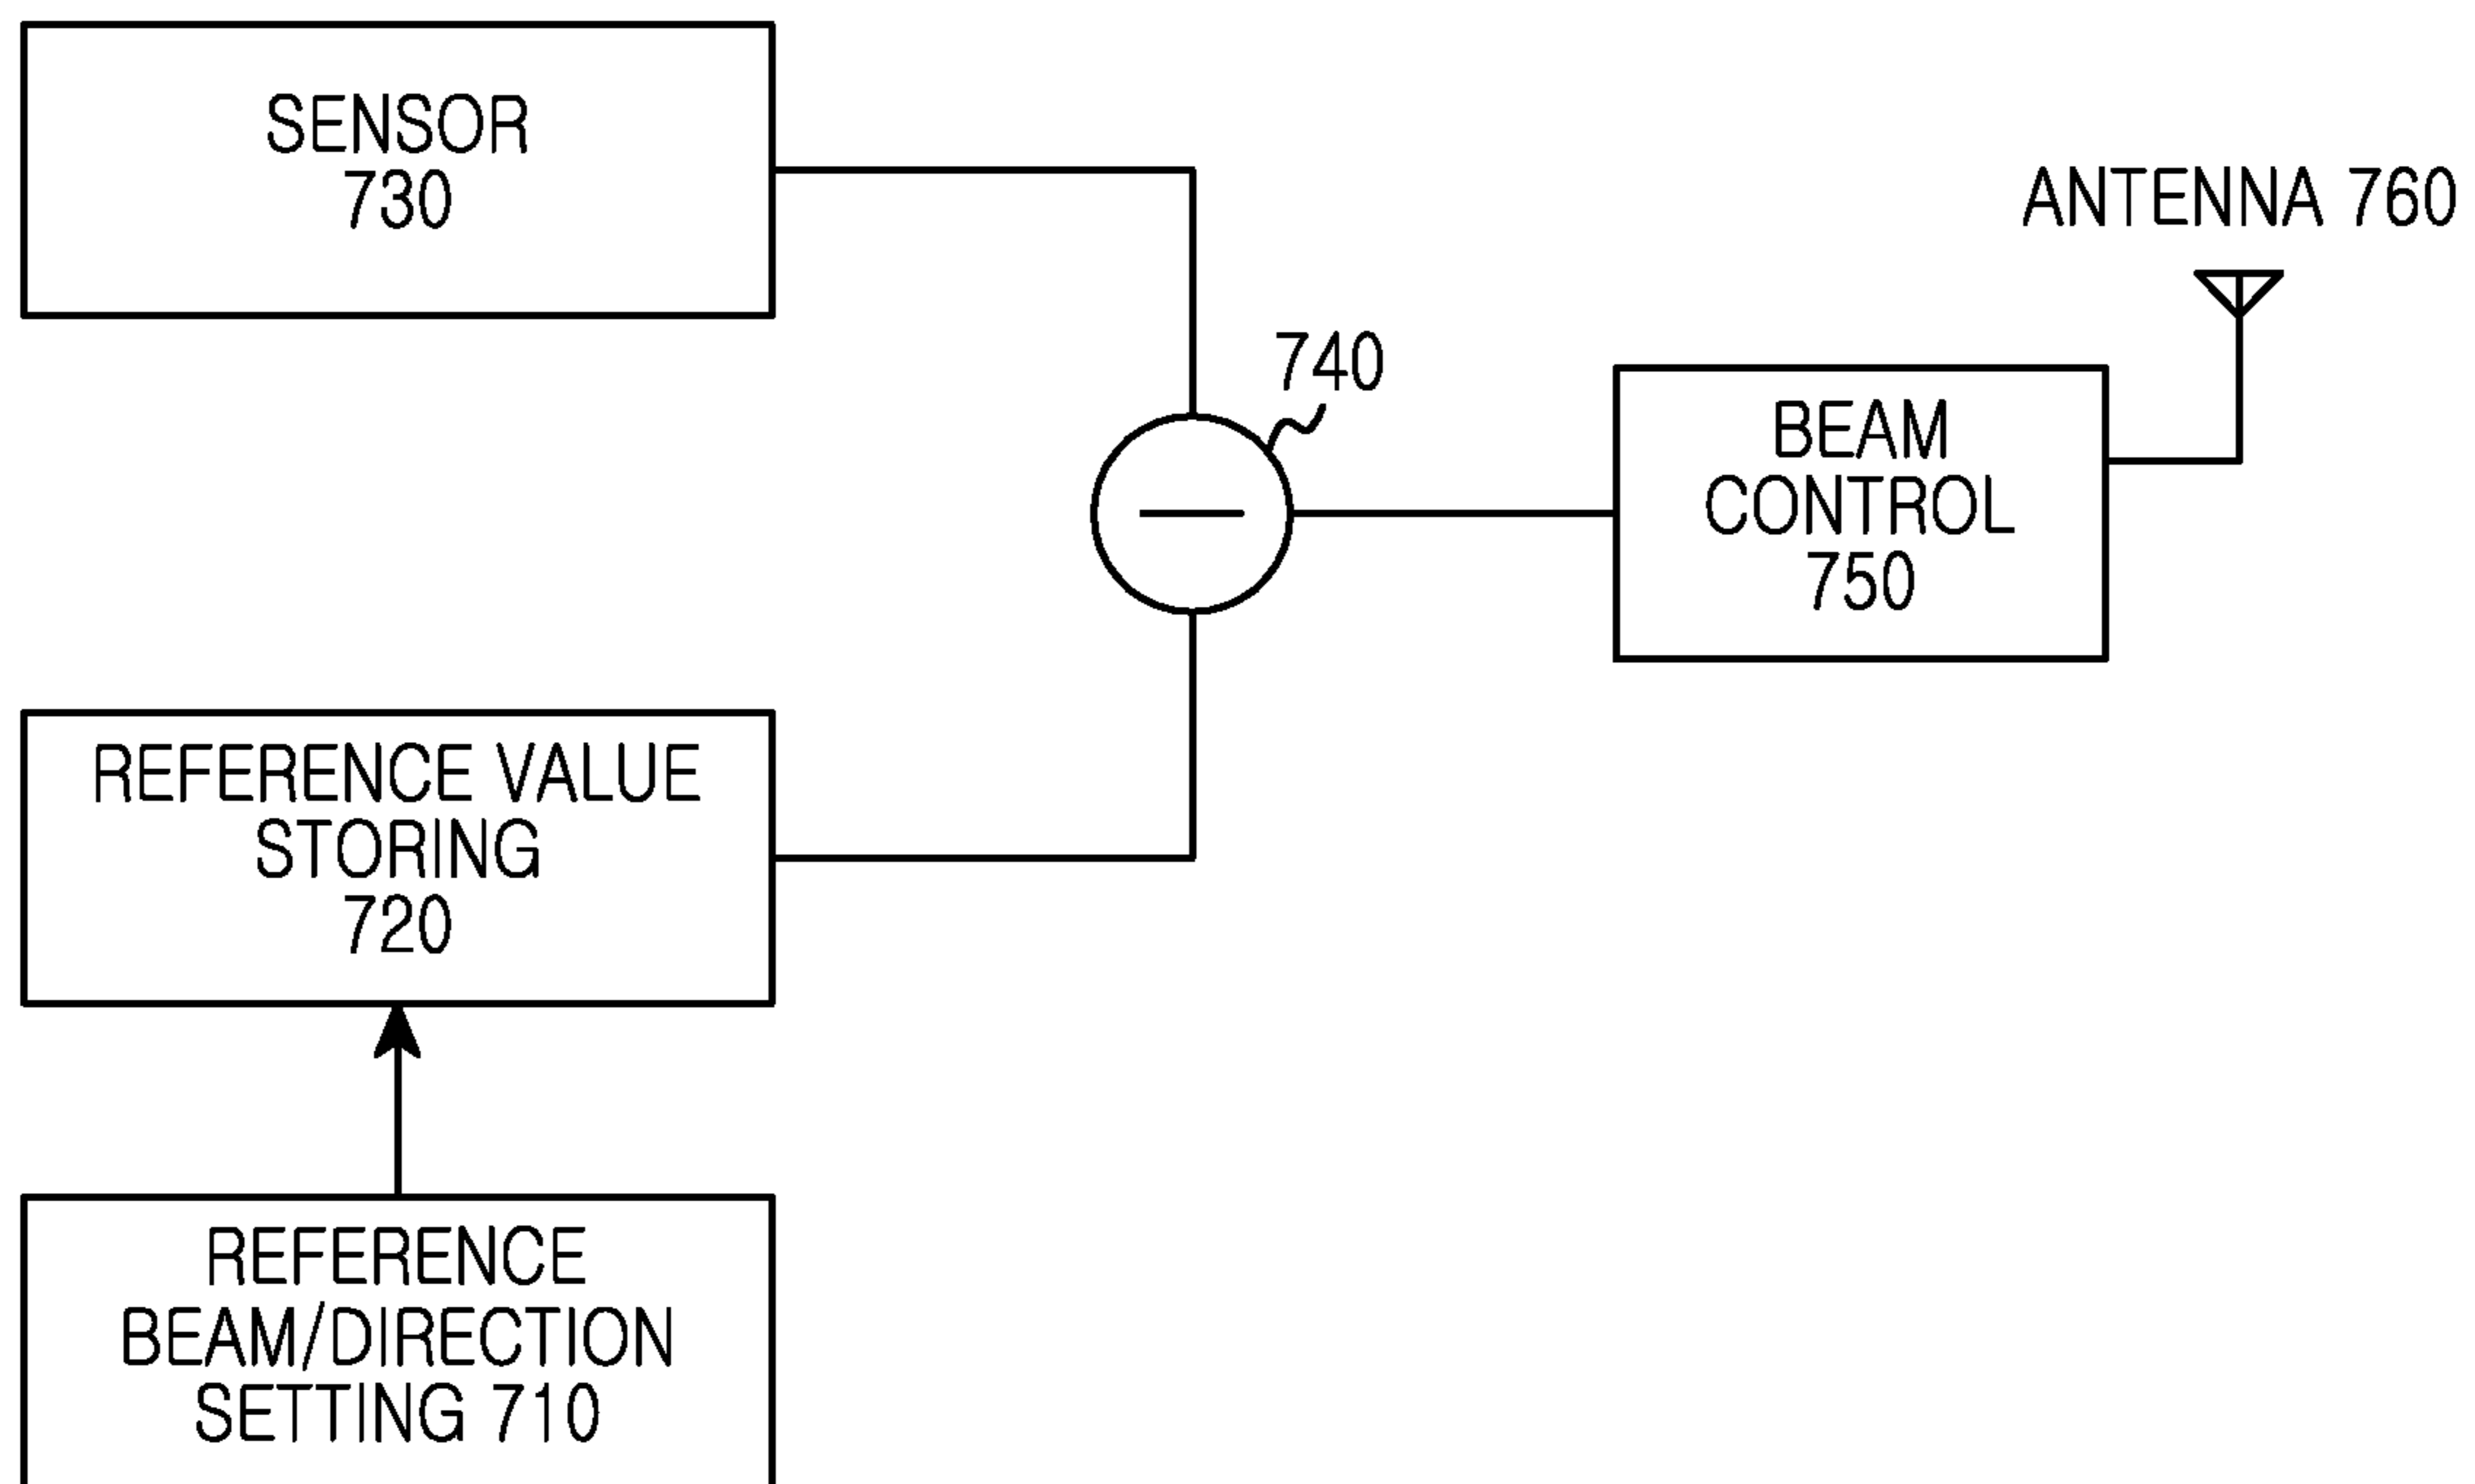 SENSOR
730
ANTENNA 760
740
BEAM
CONTROL
750
REFERENCE VALUE
STORING
720
REFERENCE
BEAM/DIRECTION
SETTING 710